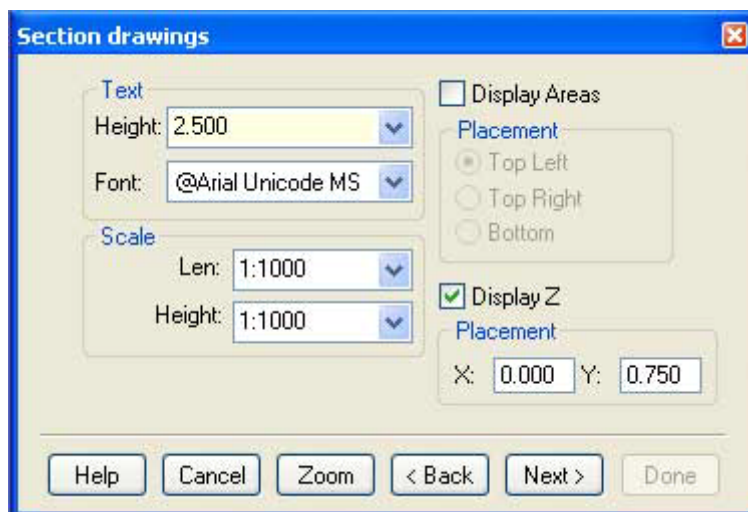 Section drawings
Text
Height: 2.500
Font: @Arial Unicode MS
Scale
Len: 1:1000
Height: 1:1000
Display Areas
Placement
Top Left
Top Right
Bottom
Display Z
Placement
X: 0.000 Y: 0.750
Help Cancel Zoom < Back Next > Done